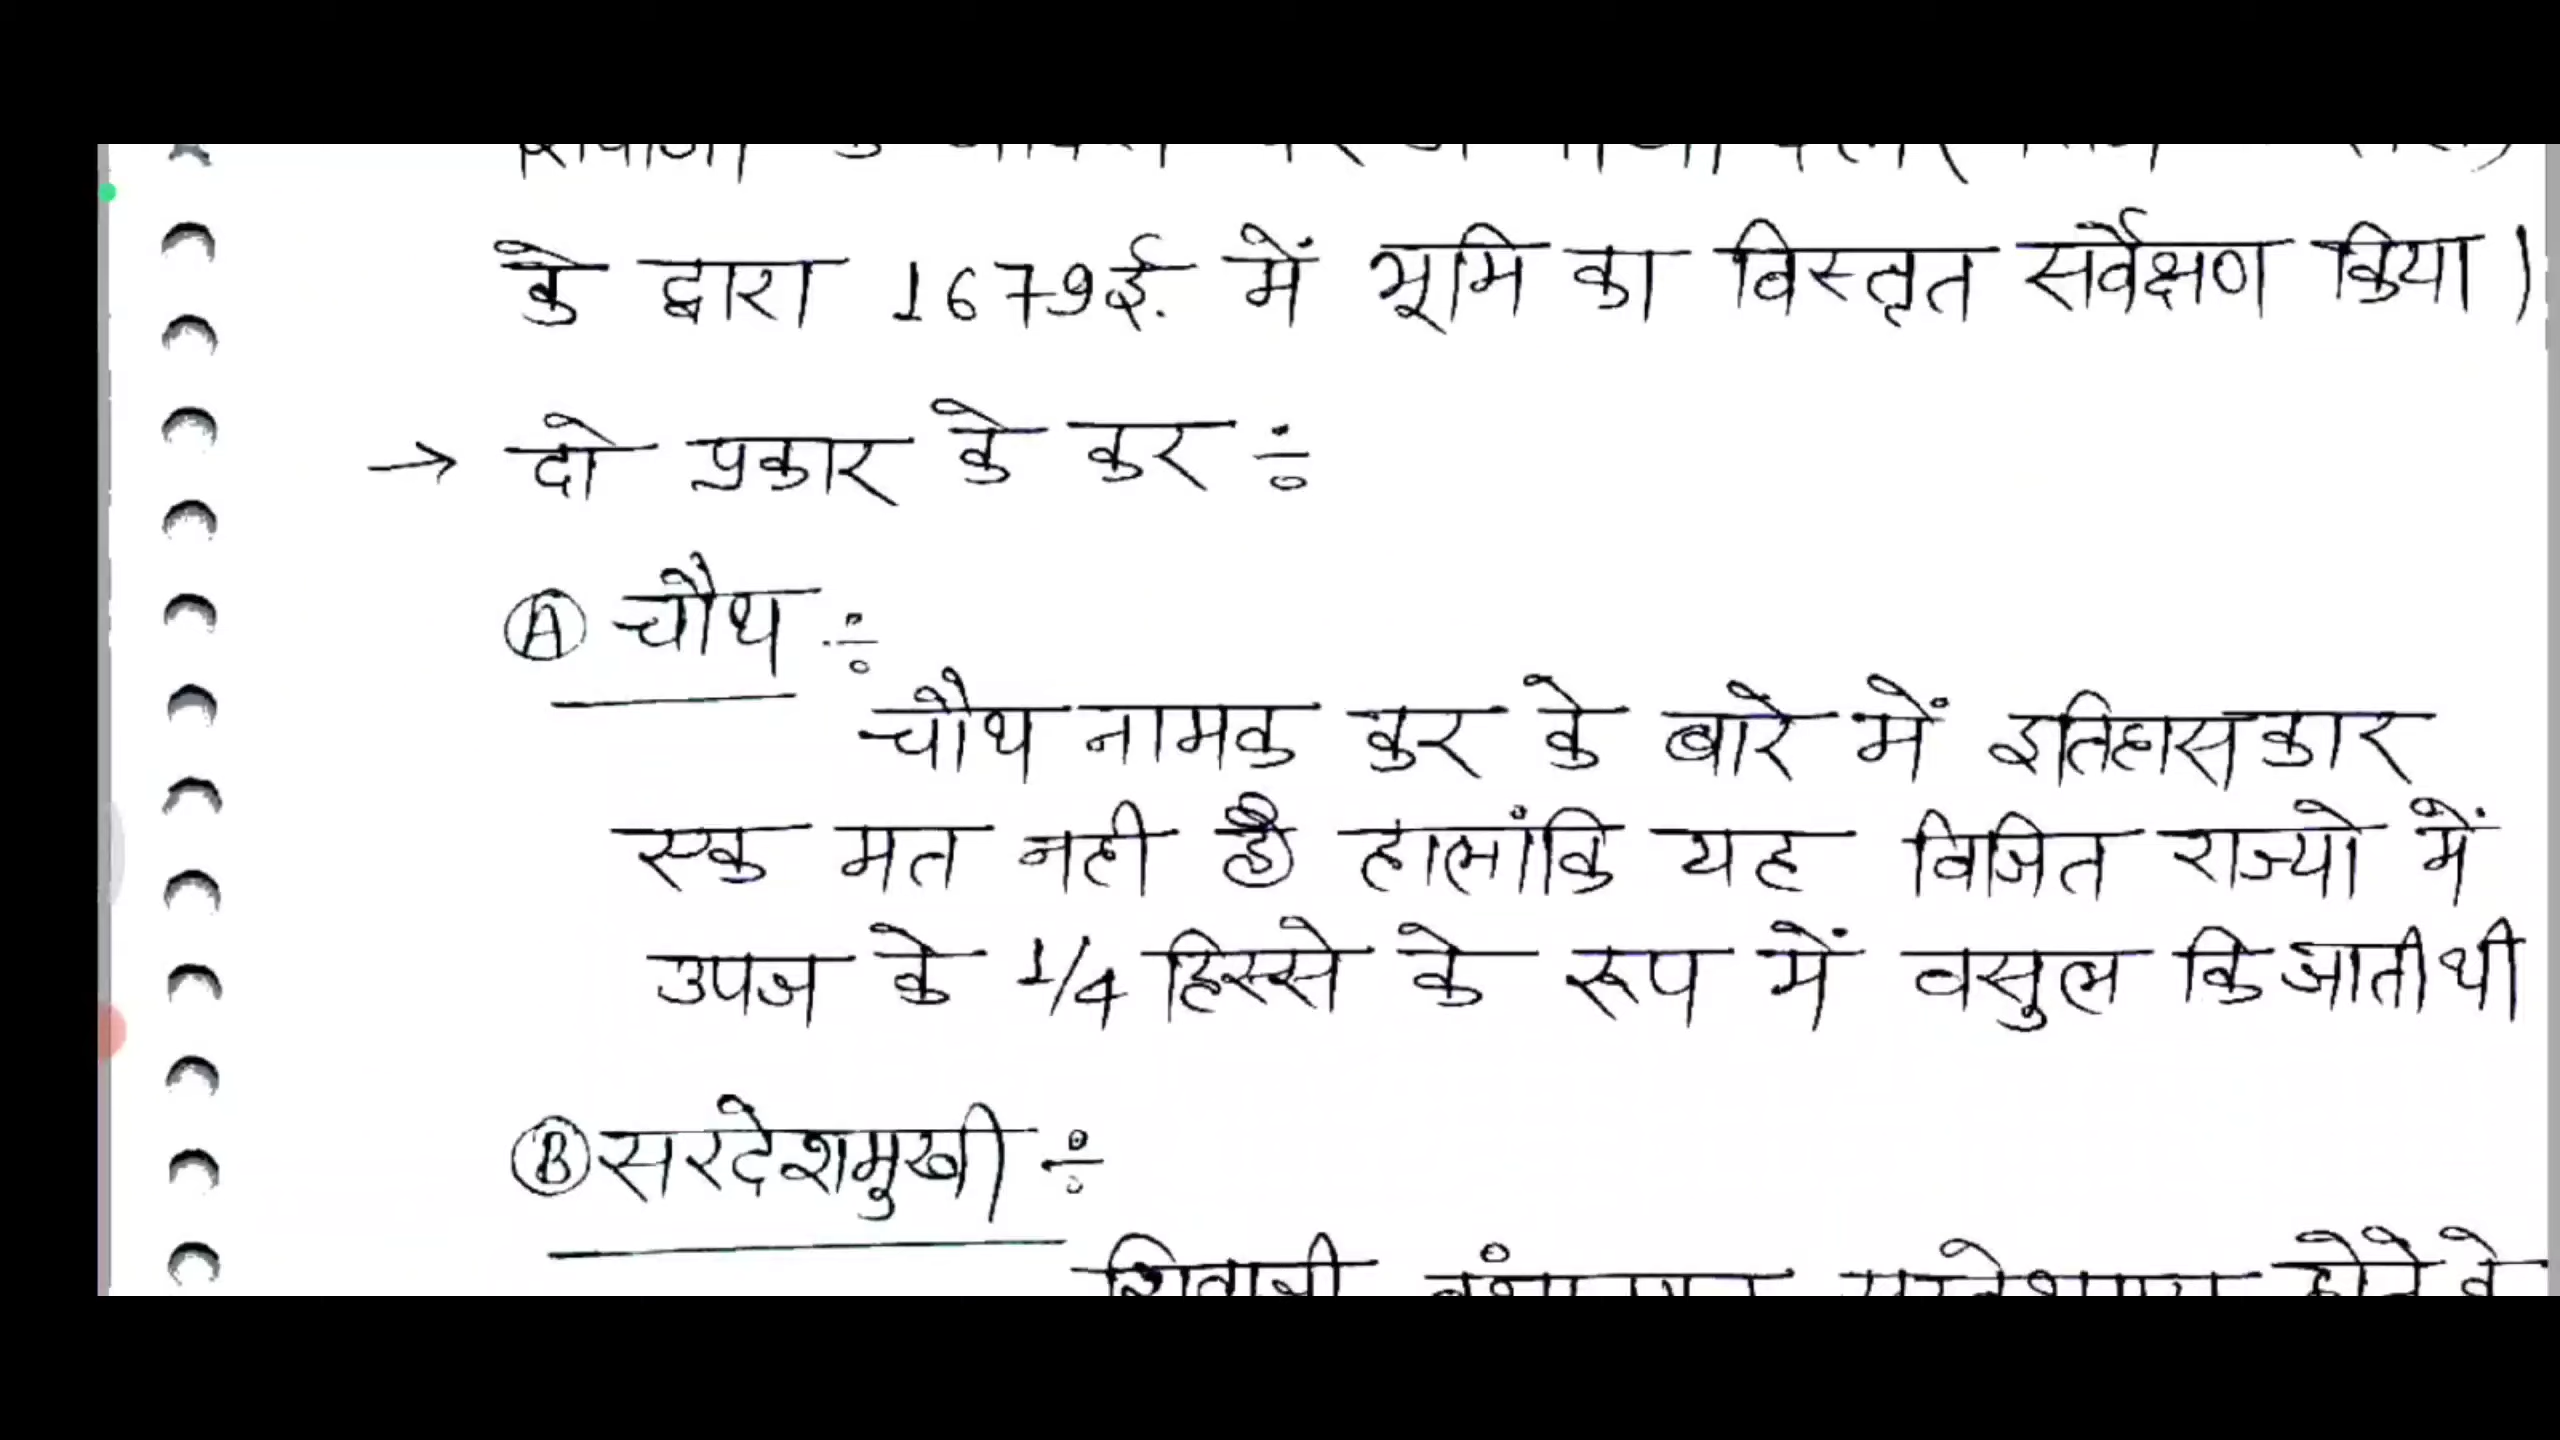 के द्वारा 1679ई. में भूमि का विस्तृत सर्वेक्षण किया।
→ दो प्रकार के कर ÷
Ⓐ चौथ ÷
चौथ नामक कर के बारे में इतिहासकार
एक मत नही है हालांकि यह विजित राज्यो में
उपज के 1/4 हिस्से के रूप में वसुल कि जाती थी
Ⓑ सरदेशमुखी ÷